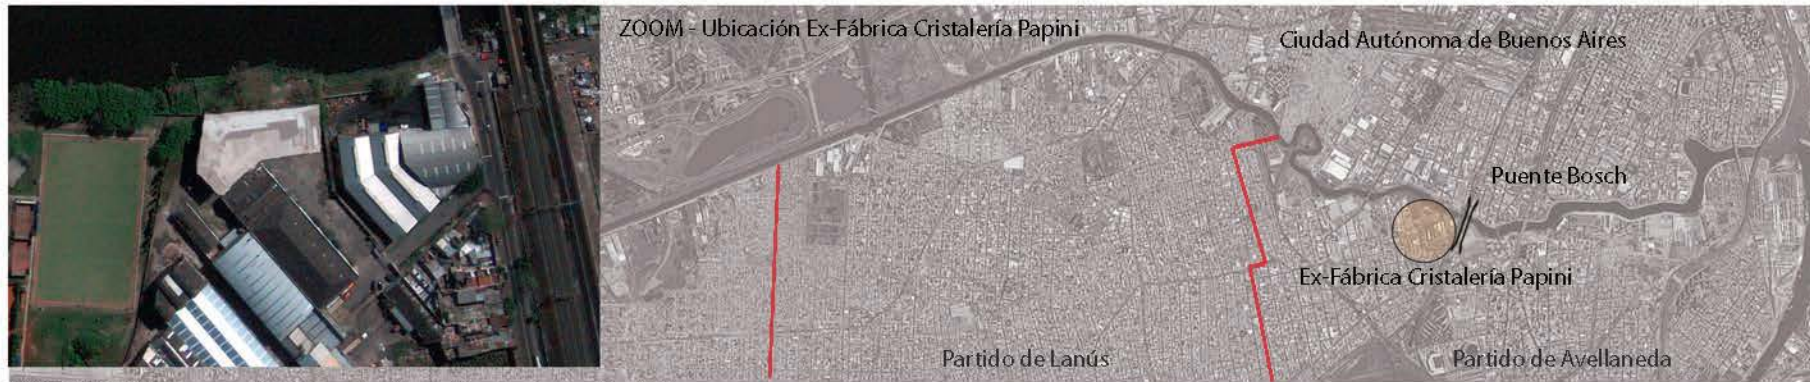 ZOOM - Ubicación Ex-Fábrica Cristalería Papini
Ciudad Autónoma de Buenos Aires
Puente Bosch
Ex-Fábrica Cristalería Papini
Partido de Lanús
Partido de Avellaneda